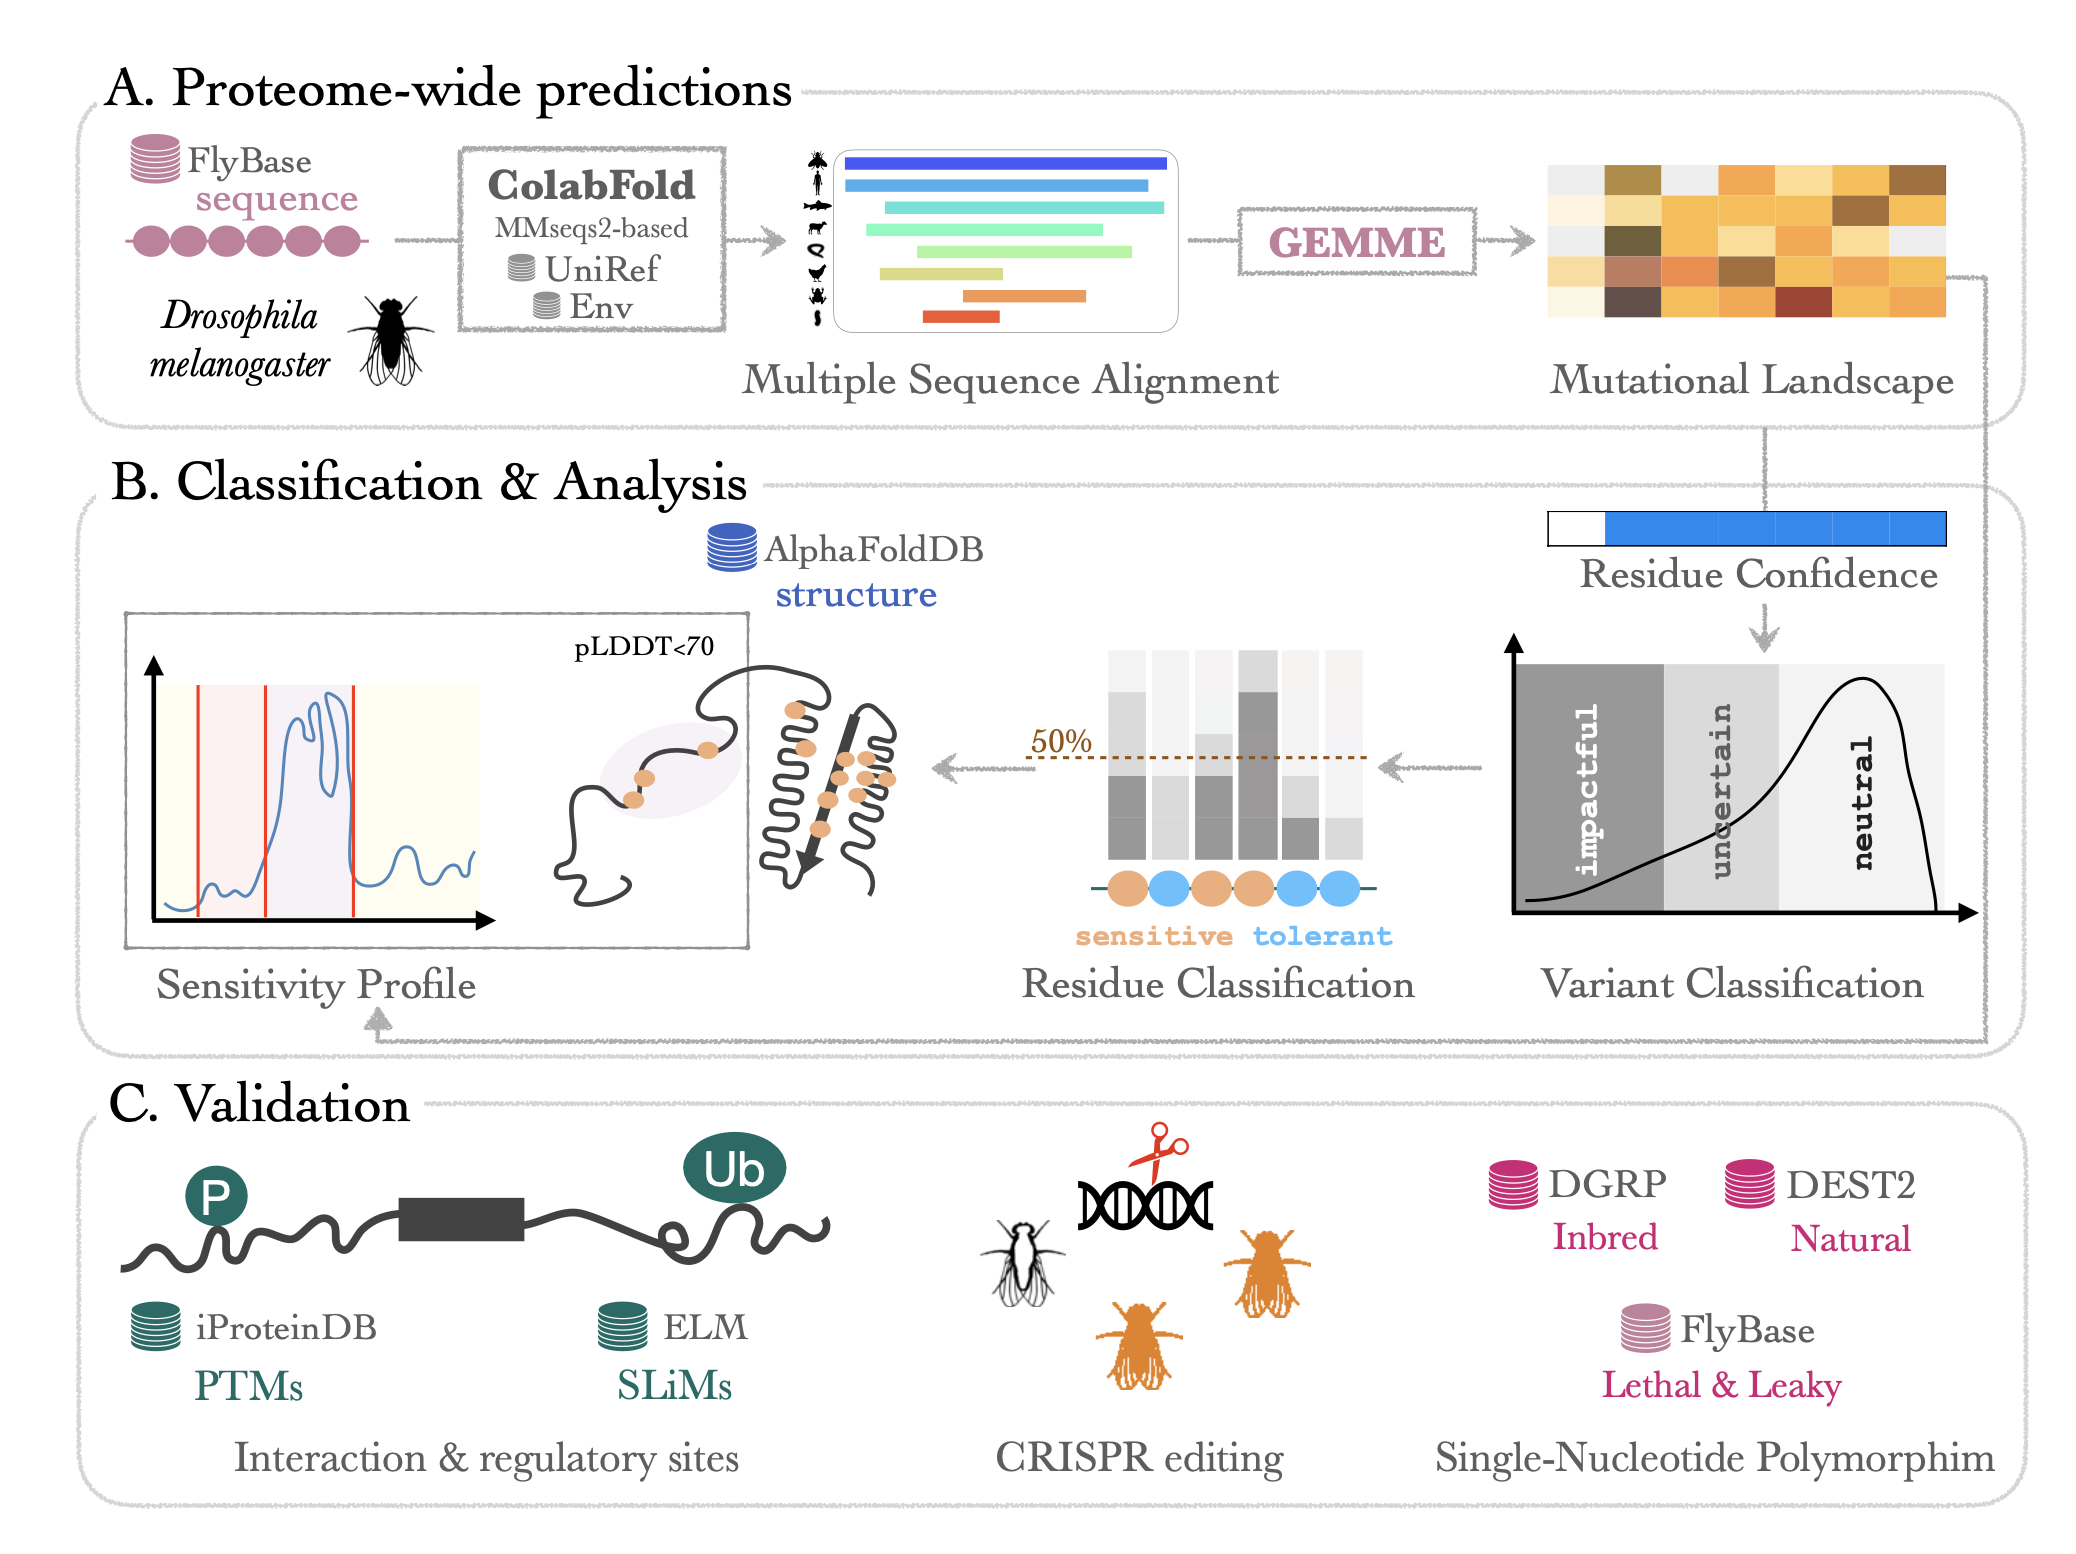 A. Proteome-wide predictions
FlyBase
sequence
Drosophila
melanogaster
ColabFold
MMseqs2-based
UniRef
Env
Multiple Sequence Alignment
GEMME
Mutational Landscape
B. Classification & Analysis
AlphaFoldDB
structure
Residue Confidence
pLDDT<70
50%
impactful
uncertain
neutral
sensitive tolerant
Sensitivity Profile
Residue Classification
Variant Classification
C. Validation
P
Ub
iProteinDB
PTMs
ELM
SLiMs
Interaction & regulatory sites
CRISPR editing
DGRP
Inbred
DEST2
Natural
FlyBase
Lethal & Leaky
Single-Nucleotide Polymorphim